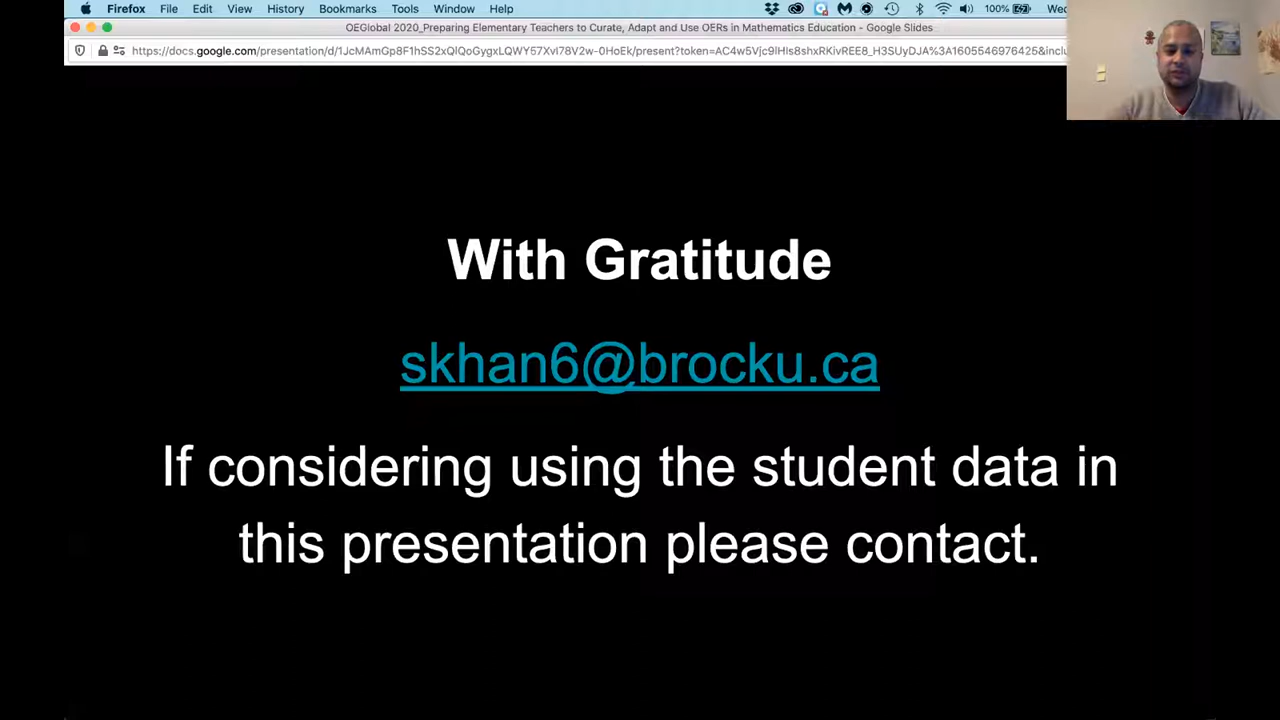 Firefox File Edit View History Bookmarks Tools Window Help 100% Wed
OEGlobal 2020_Preparing Elementary Teachers to Curate, Adapt and Use OERs in Mathematics Education - Google Slides
With Gratitude
skhan6@brocku.ca
If considering using the student data in
this presentation please contact.